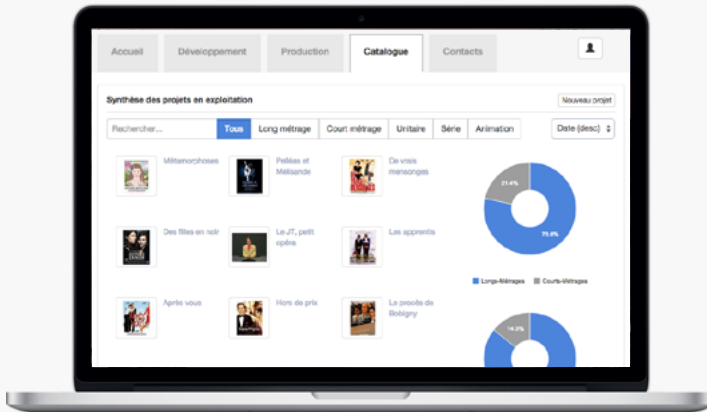 Accueil
Développement
Production
Catalogue
Contacts
Synthèse des projets en exploitation
Nouveau projet
Rechercher...
Tous
Long métrage
Court métrage
Unitaire
Série
Animation
Date (desc)
Métamorphoses
Pelléas et
Mélisande
De vrais
mensonges
Des filles en noir
Le JT, petit
opéra
Les apprentis
Après vous
Hors de prix
Le procès de
Bobigny
21.4%
78.6%
Longs-Métrages
Courts-Métrages
14.3%